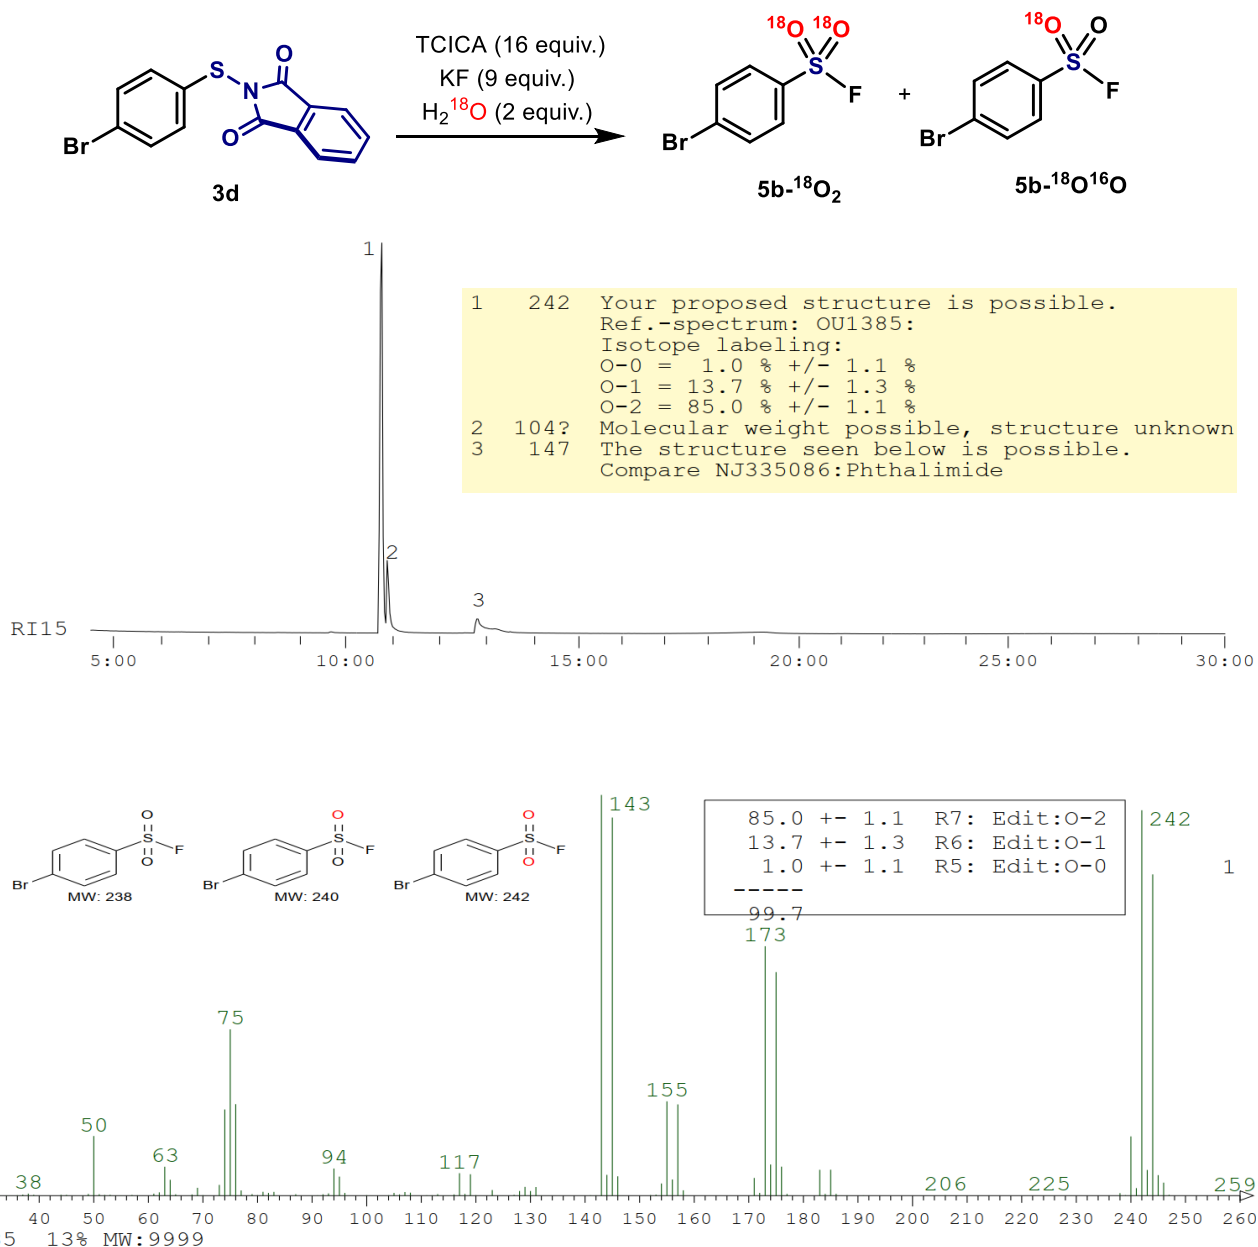 TCICA (16 equiv.)
KF (9 equiv.)
H₂¹⁸O (2 equiv.)
Br
S
N
O
O
3d
¹⁸O ¹⁸O
S
F
Br
5b-¹⁸O₂
+
¹⁸O O
S
F
Br
5b-¹⁸O¹⁶O
1
1 242 Your proposed structure is possible.
Ref.-spectrum: OU1385:
Isotope labeling:
O-0 = 1.0 % +/- 1.1 %
O-1 = 13.7 % +/- 1.3 %
O-2 = 85.0 % +/- 1.1 %
2 104? Molecular weight possible, structure unknown
3 147 The structure seen below is possible.
Compare NJ335086:Phthalimide
2
3
RI15
5:00 10:00 15:00 20:00 25:00 30:00
O
S
F
O
Br
MW: 238
O
S
F
O
Br
MW: 240
O
S
F
O
Br
MW: 242
85.0 +- 1.1 R7: Edit:O-2
13.7 +- 1.3 R6: Edit:O-1
1.0 +- 1.1 R5: Edit:O-0
-----
99.7
1
143
242
173
75
155
50
63
94
117
38
206
225
259
40 50 60 70 80 90 100 110 120 130 140 150 160 170 180 190 200 210 220 230 240 250 260
5 13% MW:9999